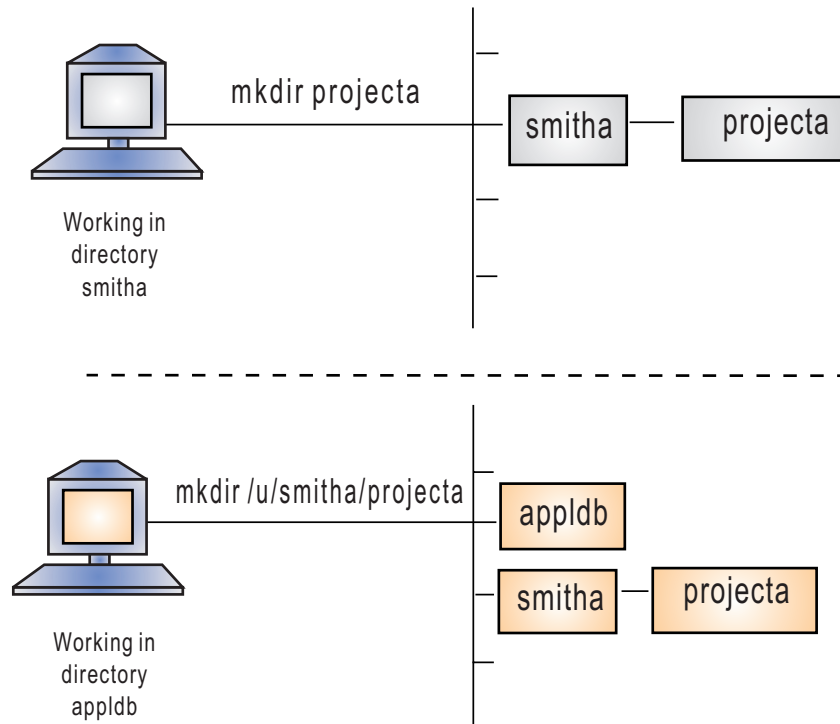 mkdir projecta
smitha
projecta
Working in
directory
smitha
mkdir /u/smitha/projecta
appldb
smitha
projecta
Working in
directory
appldb